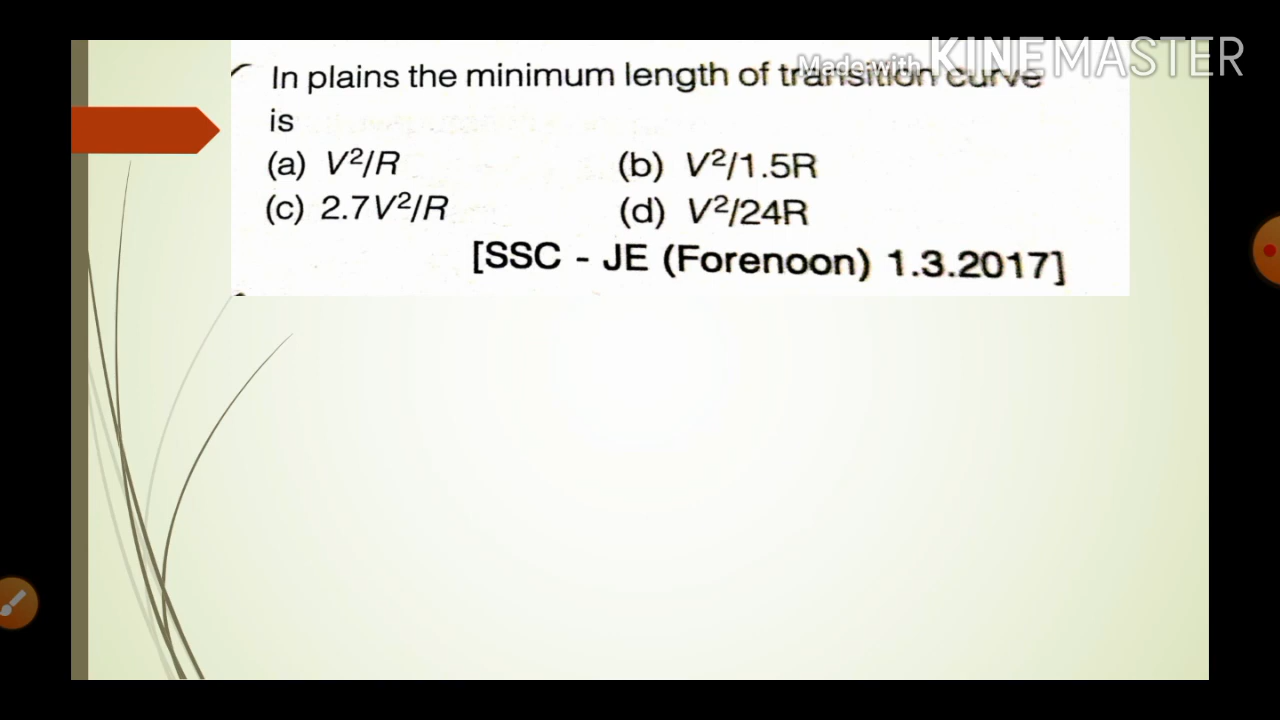 Made with KINEMASTER
In plains the minimum length of transition curve
is
(a) V²/R (b) V²/1.5R
(c) 2.7V²/R (d) V²/24R
[SSC - JE (Forenoon) 1.3.2017]